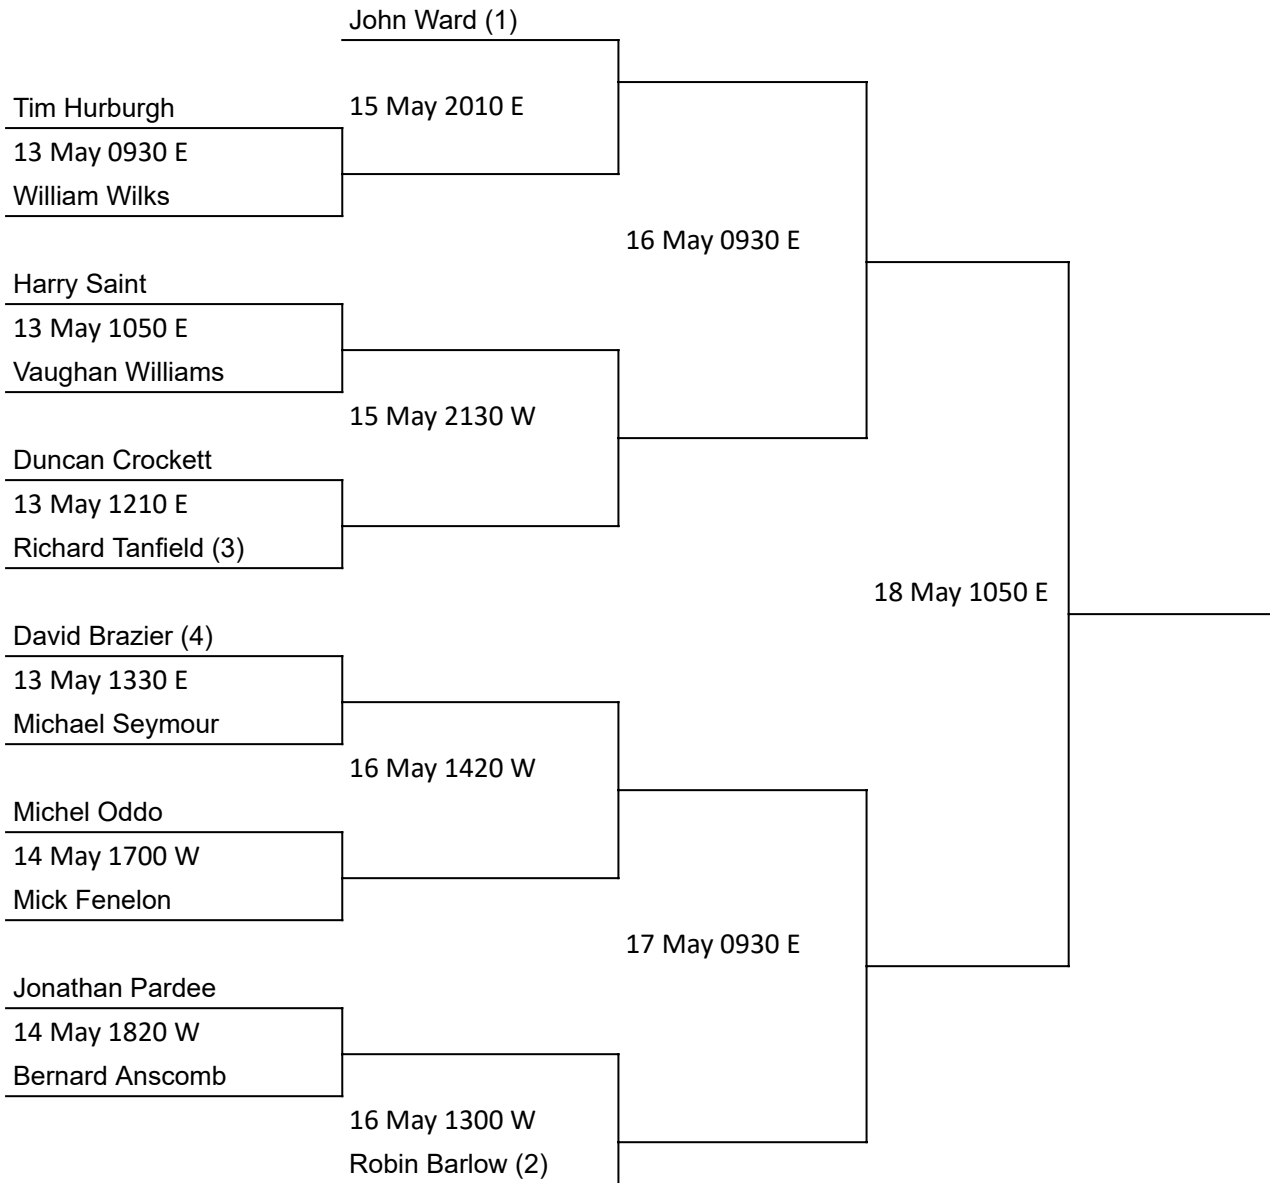 John Ward (1)
Tim Hurburgh
15 May 2010 E
13 May 0930 E
William Wilks
16 May 0930 E
Harry Saint
13 May 1050 E
Vaughan Williams
15 May 2130 W
Duncan Crockett
13 May 1210 E
Richard Tanfield (3)
18 May 1050 E
David Brazier (4)
13 May 1330 E
Michael Seymour
16 May 1420 W
Michel Oddo
14 May 1700 W
Mick Fenelon
17 May 0930 E
Jonathan Pardee
14 May 1820 W
Bernard Anscomb
16 May 1300 W
Robin Barlow (2)